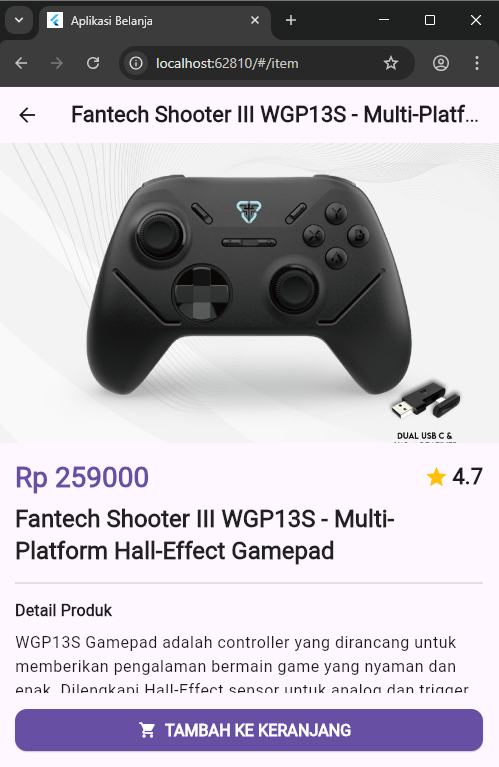 Aplikasi Belanja
localhost:62810/#/item
Fantech Shooter III WGP13S - Multi-Platf...
Y
X
B
A
DUAL USB C &
Rp 259000
4.7
Fantech Shooter III WGP13S - Multi-
Platform Hall-Effect Gamepad
Detail Produk
WGP13S Gamepad adalah controller yang dirancang untuk
memberikan pengalaman bermain game yang nyaman dan
enak. Dilengkapi Hall-Effect sensor untuk analog dan trigger
TAMBAH KE KERANJANG